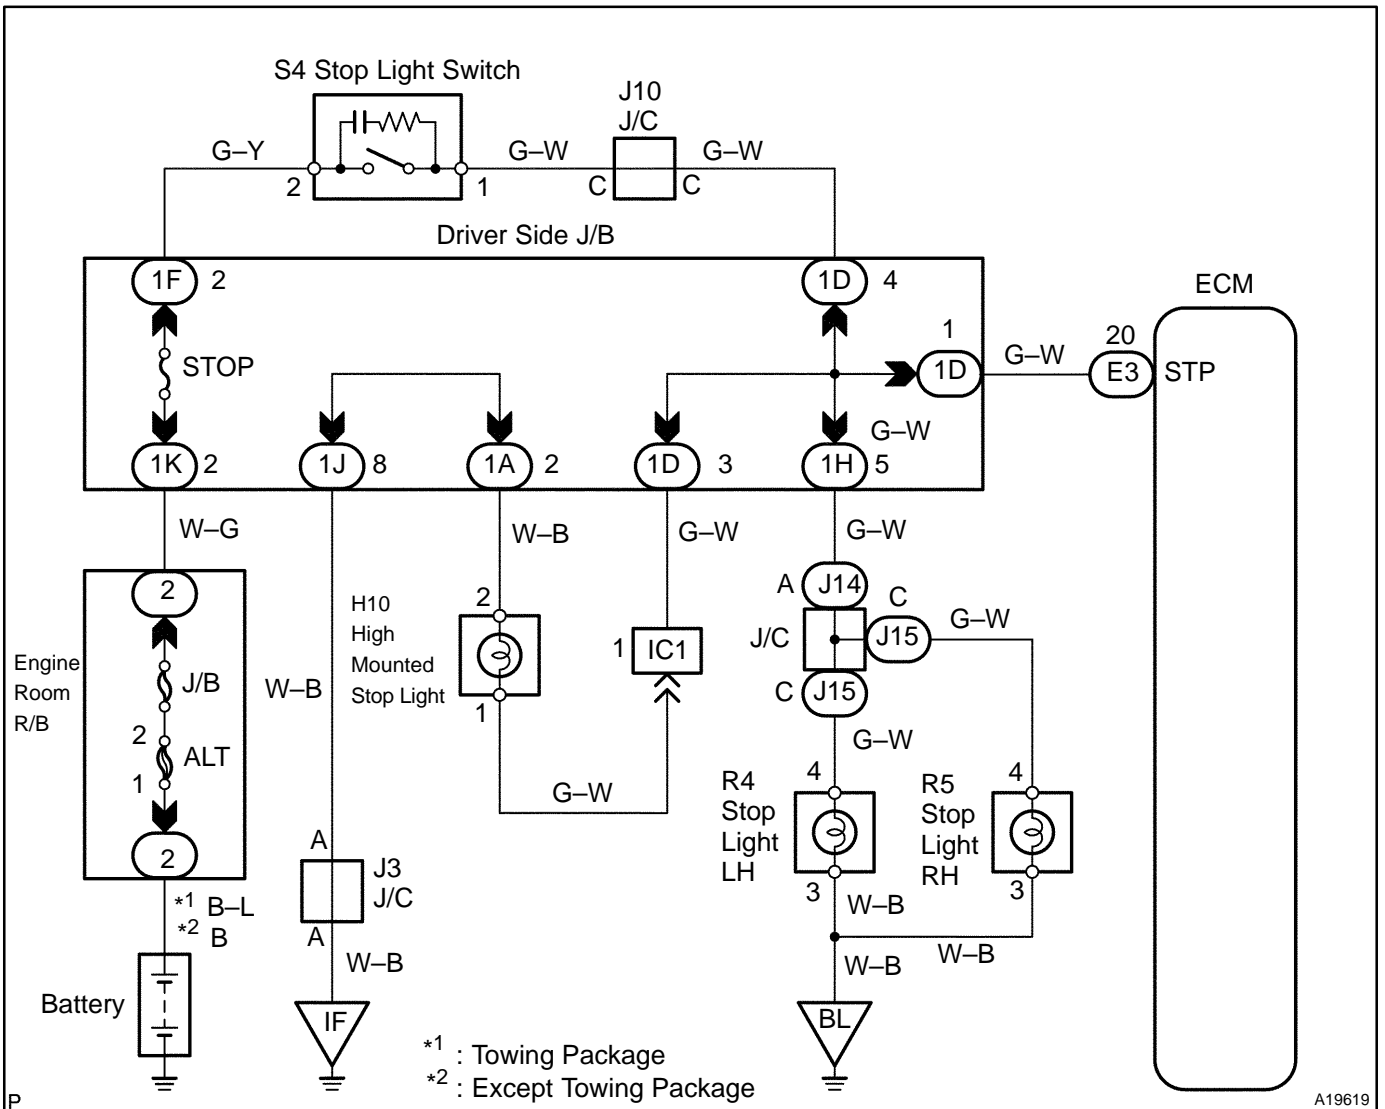 S4 Stop Light Switch
J10
J/C
G–Y
2
1
G–W
C
C
G–W
Driver Side J/B
1F 2
1D 4
ECM
STOP
1
1D
G–W
20
E3
STP
G–W
1K 2
1J 8
1A 2
1D 3
1H 5
W–G
W–B
G–W
G–W
2
Engine
Room
R/B
J/B
2
1
ALT
2
W–B
H10
High
Mounted
Stop Light
2
1
1 IC1
G–W
A J14
J/C
C
J15
G–W
C J15
G–W
R4
Stop
Light
LH
4
3
R5
Stop
Light
RH
4
3
W–B
W–B
W–B
*1 B–L
*2 B
Battery
A
J3
J/C
A
W–B
IF
BL
*1 : Towing Package
*2 : Except Towing Package
P
A19619